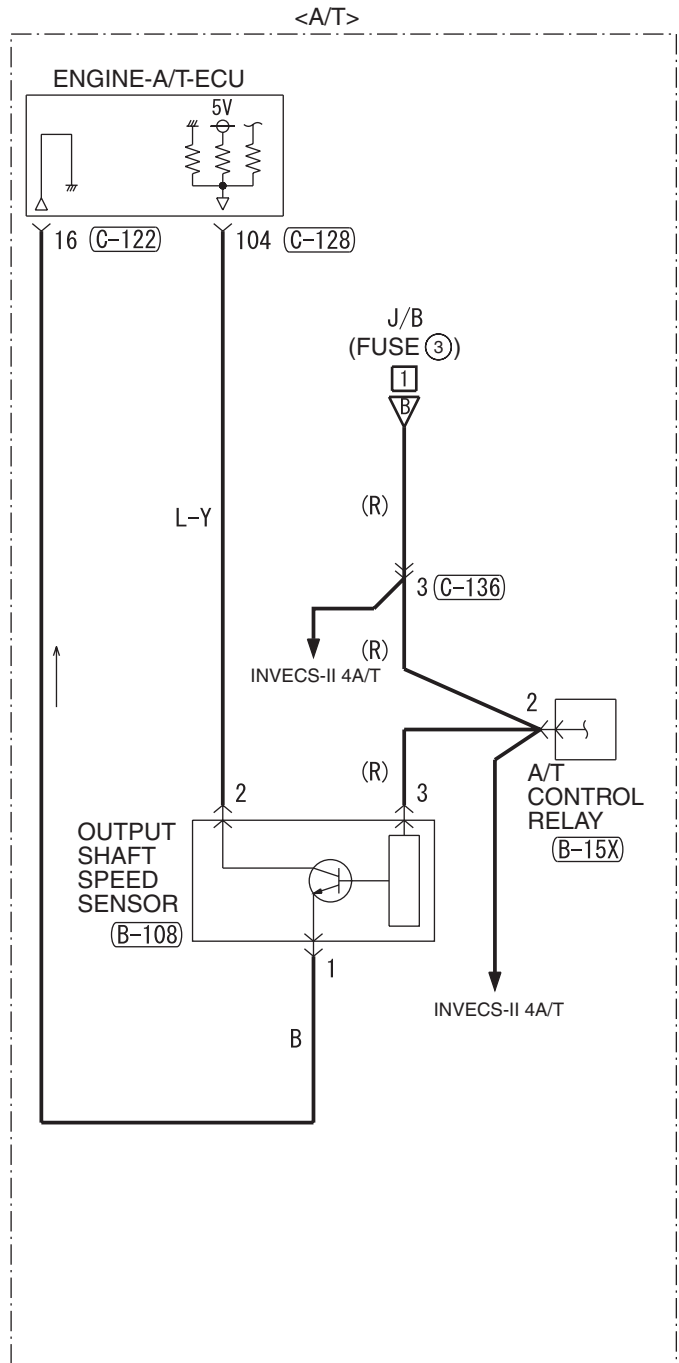 <A/T>
ENGINE-A/T-ECU
5V
16 (C-122)
104 (C-128)
J/B
(FUSE ③)
1
B
(R)
L-Y
3 (C-136)
(R)
INVECS-II 4A/T
2
(R)
2
3
A/T
CONTROL
RELAY
(B-15X)
OUTPUT
SHAFT
SPEED
SENSOR
(B-108)
1
INVECS-II 4A/T
B